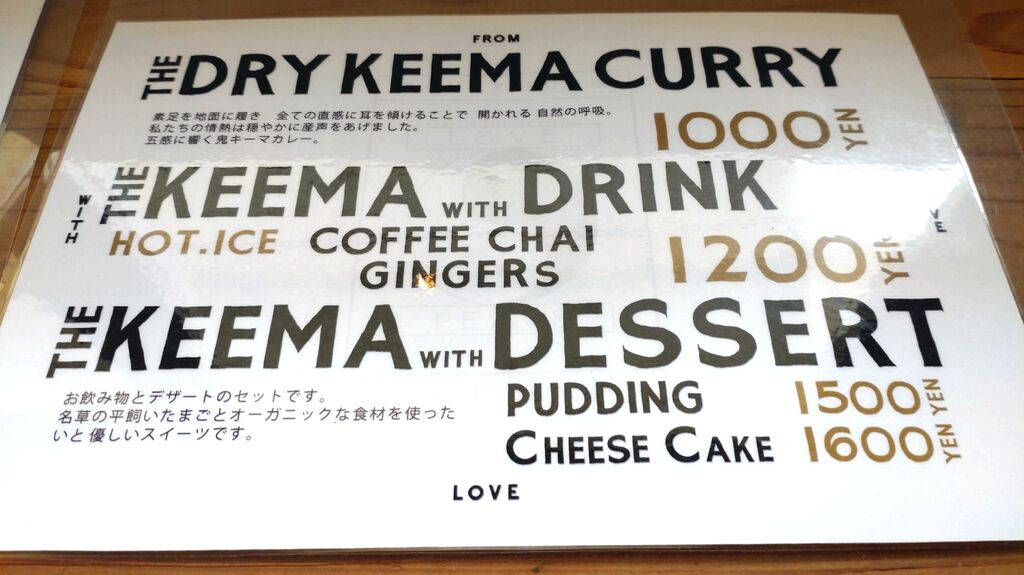 FROM
THE DRY KEEMA CURRY
素足を地面に履き 全ての直感に耳を傾けることで 開かれる 自然の呼吸。
私たちの情熱は穏やかに産声をあげました。
五感に響く鬼キーマカレー。
1000 YEN
WITH
THE KEEMA WITH DRINK
HOT.ICE COFFEE CHAI
GINGERS
1200 YEN
THE KEEMA WITH DESSERT
お飲み物とデザートのセットです。
名草の平飼いたまごとオーガニックな食材を使った
いと優しいスイーツです。
PUDDING 1500 YEN
CHEESE CAKE 1600 YEN
LOVE